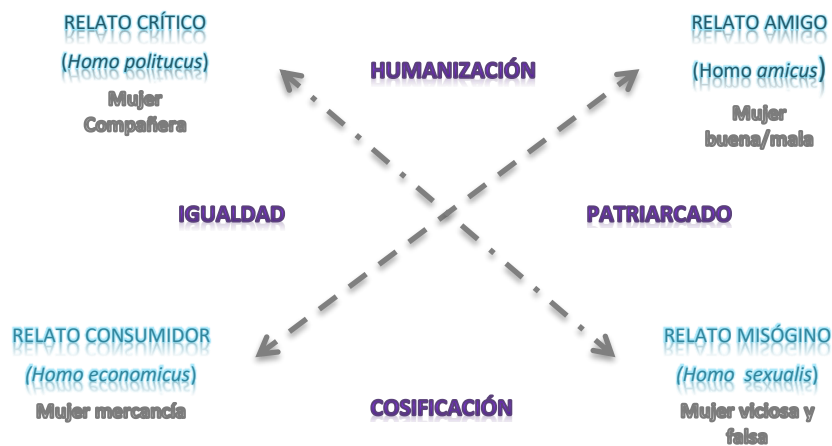 RELATO CRÍTICO
(Homo politucus)
Mujer
Compañera
HUMANIZACIÓN
RELATO AMIGO
(Homo amicus)
Mujer
buena/mala
IGUALDAD
PATRIARCADO
RELATO CONSUMIDOR
(Homo economicus)
Mujer mercancía
COSIFICACIÓN
RELATO MISÓGINO
(Homo sexualis)
Mujer viciosa y
falsa